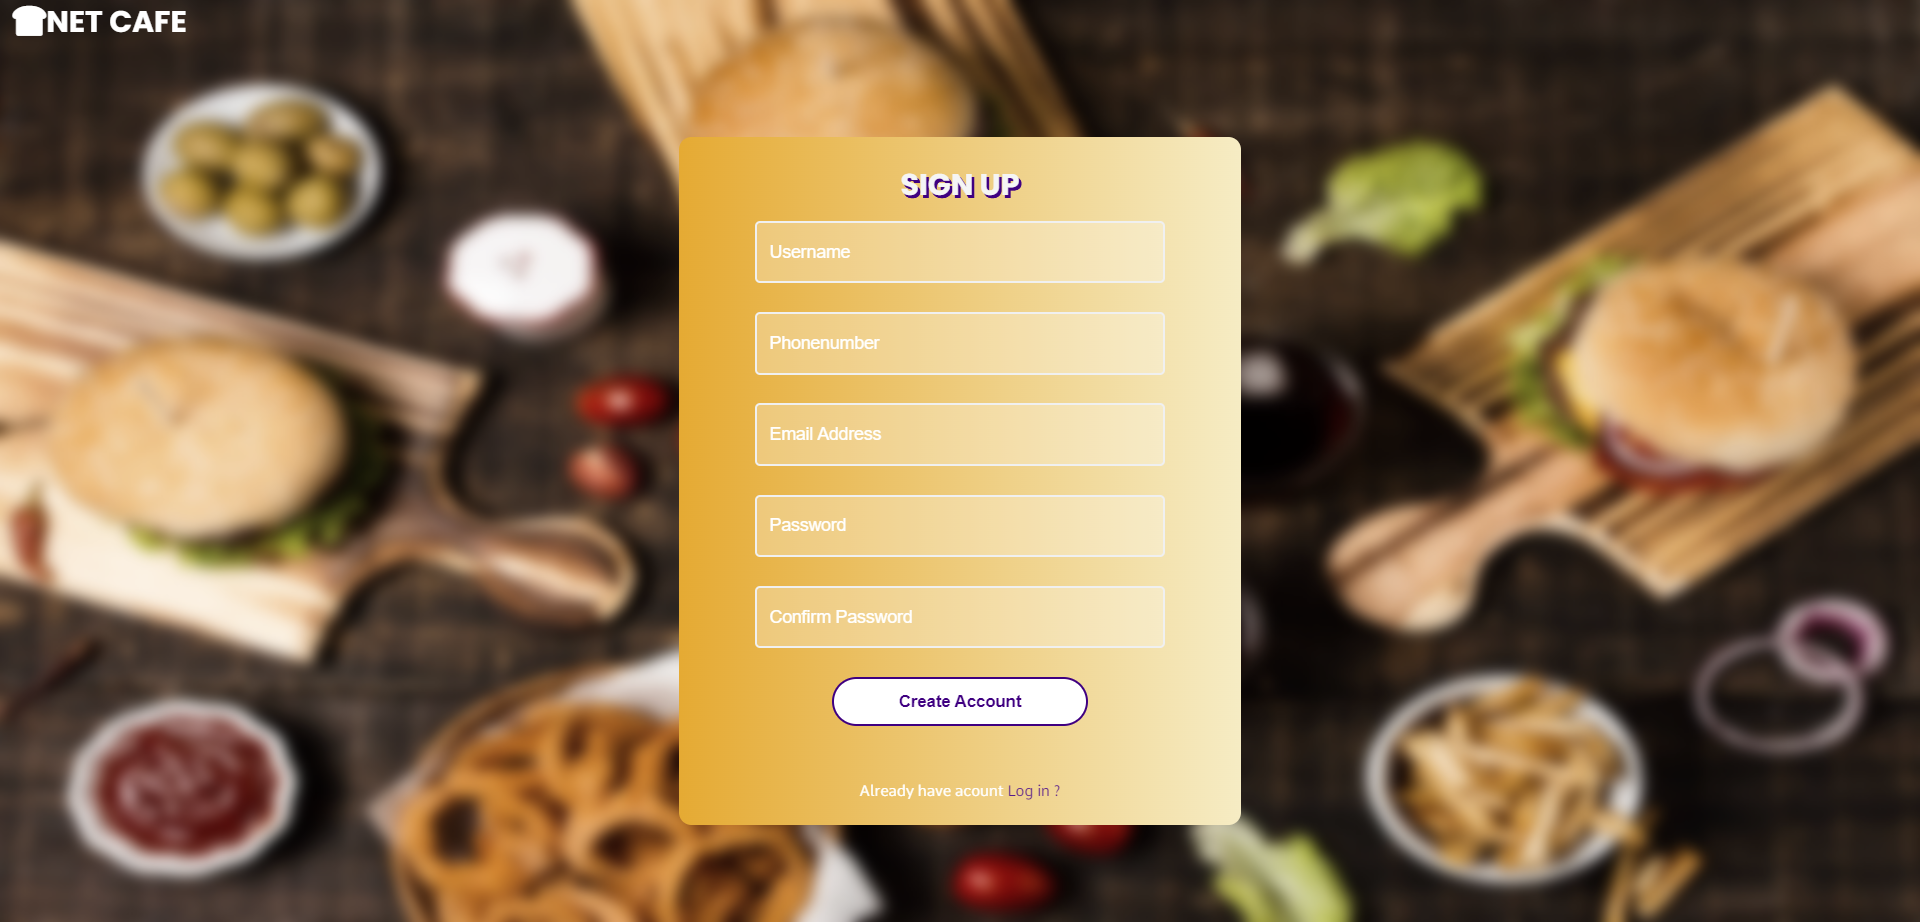 NET CAFE
SIGN UP
Username
Phonenumber
Email Address
Password
Confirm Password
Create Account
Already have acount Log in ?